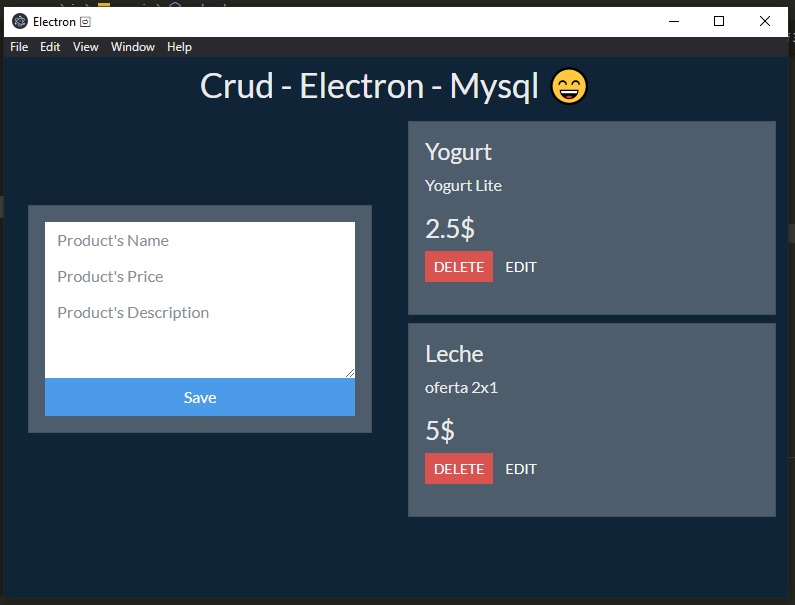 Electron
File Edit View Window Help
Crud - Electron - Mysql 😄
Product's Name
Product's Price
Product's Description
Save
Yogurt
Yogurt Lite
2.5$
DELETE EDIT
Leche
oferta 2x1
5$
DELETE EDIT